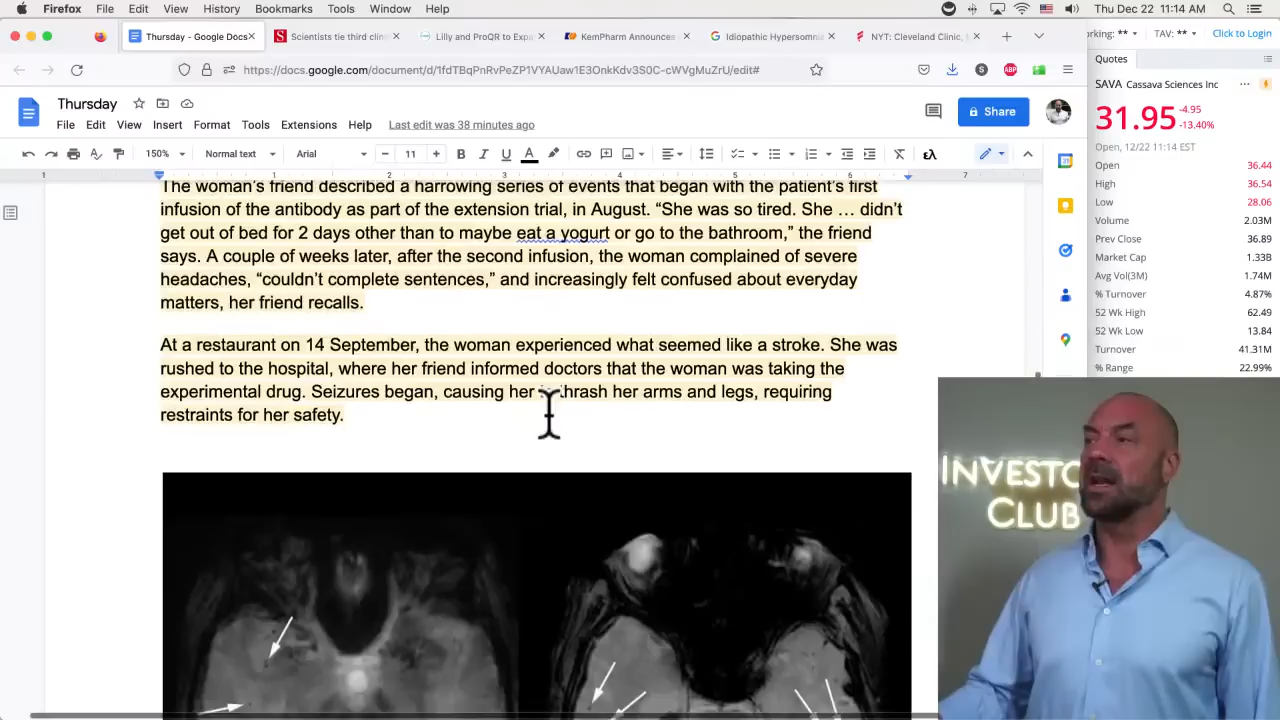 Firefox File Edit View History Bookmarks Tools Window Help Thu Dec 22 11:14 AM
Thursday - Google Docs Scientists tie third clini Lilly and ProQR to Expa KemPharm Announces Idiopathic Hypersomnia NYT: Cleveland Clinic, M
rking: ** TAV: ** Click to Login
https://docs.google.com/document/d/1fdTBqPnRvPeZP1VYAUaw1E3OnkKdv3S0C-cWVgMuZrU/edit#
Quotes
Thursday
Share
File Edit View Insert Format Tools Extensions Help Last edit was 38 minutes ago
150% Normal text Arial 11
1 1 2 3 4 5 6 7
SAVA Cassava Sciences Inc
31.95 -4.95
-13.40%
Open, 12/22 11:14 EST
Open 36.44
High 36.54
Low 28.06
Volume 2.03M
Prev Close 36.89
Market Cap 1.33B
Avg Vol(3M) 1.74M
% Turnover 4.87%
52 Wk High 62.49
52 Wk Low 13.84
Turnover 41.31M
% Range 22.99%
The woman's friend described a harrowing series of events that began with the patient's first
infusion of the antibody as part of the extension trial, in August. “She was so tired. She … didn't
get out of bed for 2 days other than to maybe eat a yogurt or go to the bathroom,” the friend
says. A couple of weeks later, after the second infusion, the woman complained of severe
headaches, “couldn't complete sentences,” and increasingly felt confused about everyday
matters, her friend recalls.
At a restaurant on 14 September, the woman experienced what seemed like a stroke. She was
rushed to the hospital, where her friend informed doctors that the woman was taking the
experimental drug. Seizures began, causing her thrash her arms and legs, requiring
restraints for her safety.
INVESTO
CLUB